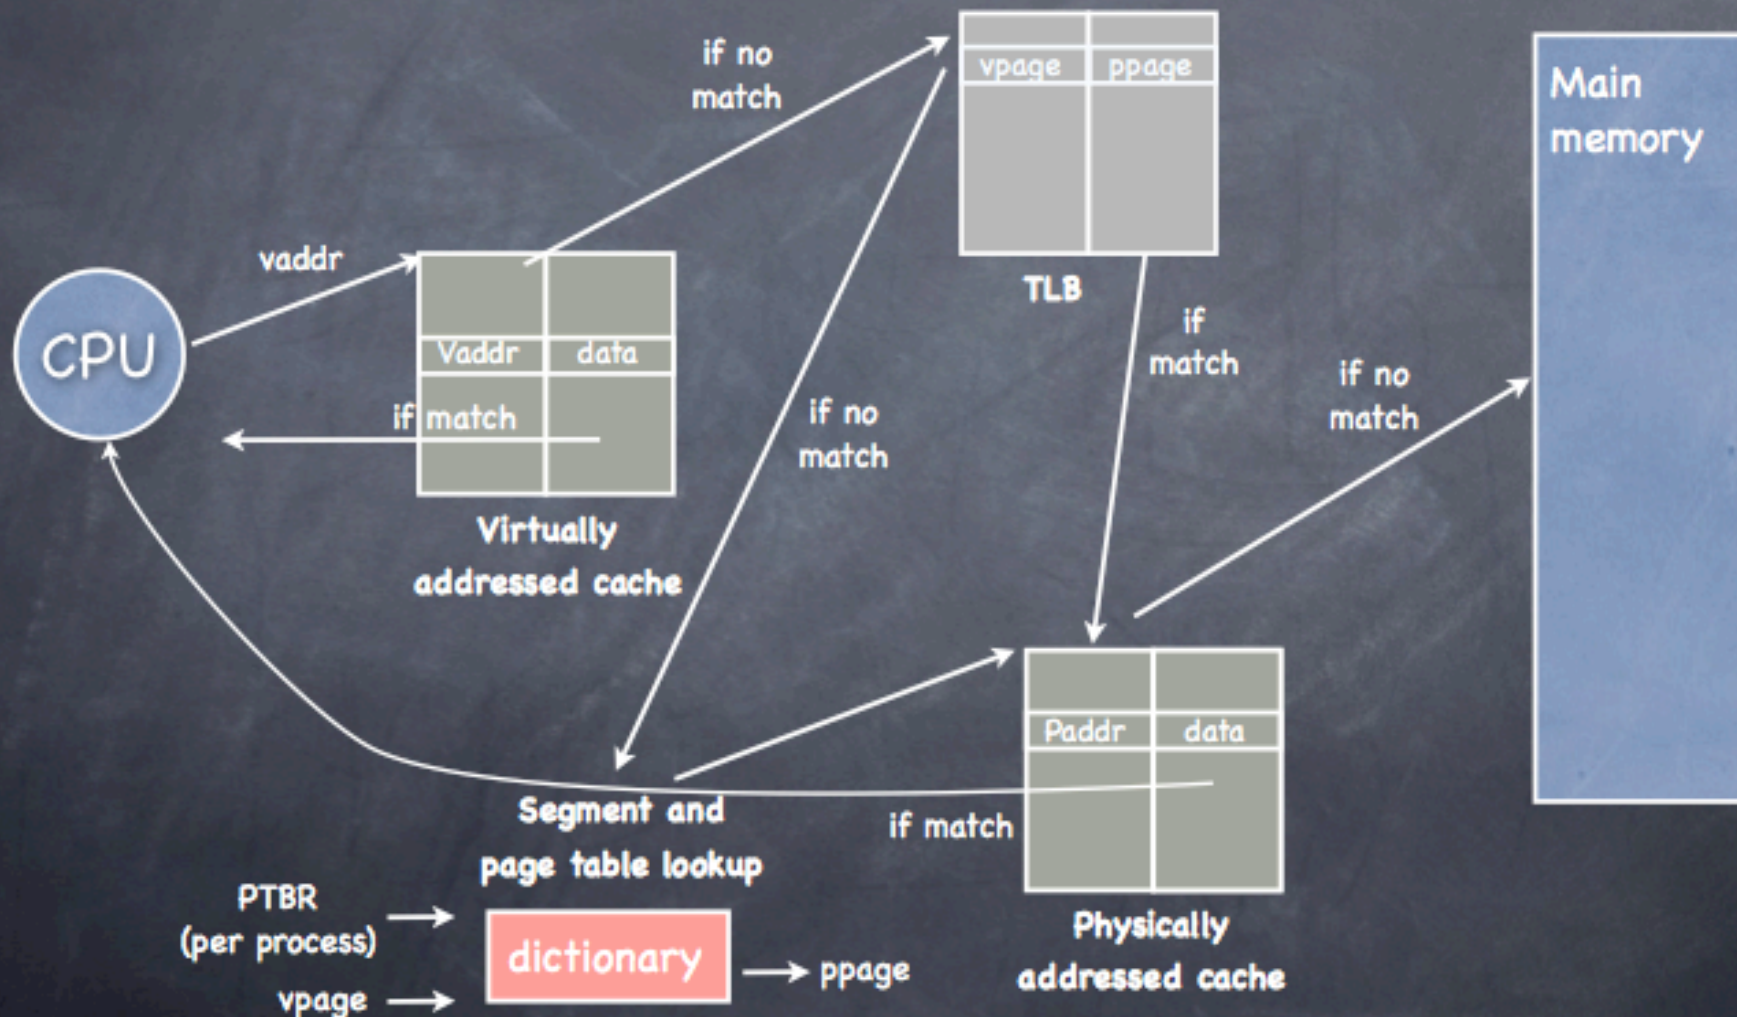 if no
match
vpage ppage
Main
memory
vaddr
TLB
CPU
Vaddr data
if match
if
match
if no
match
if no
match
Virtually
addressed cache
Paddr data
Segment and
page table lookup
if match
PTBR
(per process)
vpage
dictionary
ppage
Physically
addressed cache